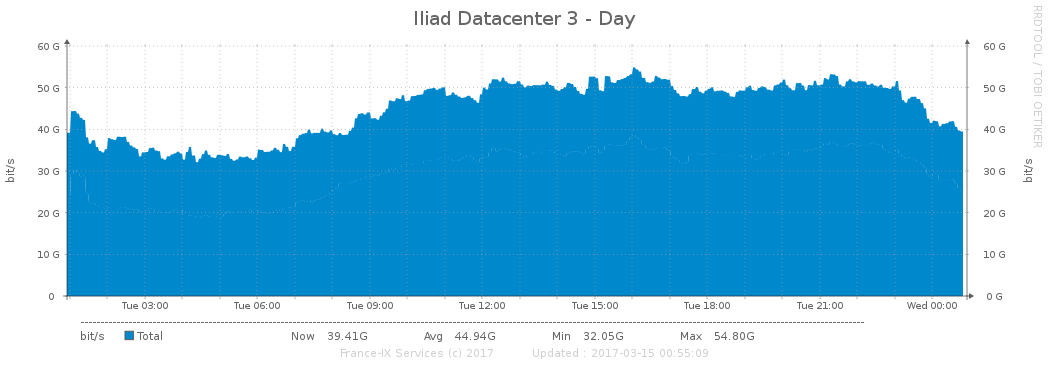 Iliad Datacenter 3 - Day
RRDTOOL / TOBI OETIKER
60 G 60 G
50 G 50 G
40 G 40 G
30 G 30 G
20 G 20 G
10 G 10 G
0 0 G
bit/s bit/s
Tue 03:00 Tue 06:00 Tue 09:00 Tue 12:00 Tue 15:00 Tue 18:00 Tue 21:00 Wed 00:00
bit/s Total Now 39.41G Avg 44.94G Min 32.05G Max 54.80G
France-IX Services (c) 2017 Updated : 2017-03-15 00:55:09